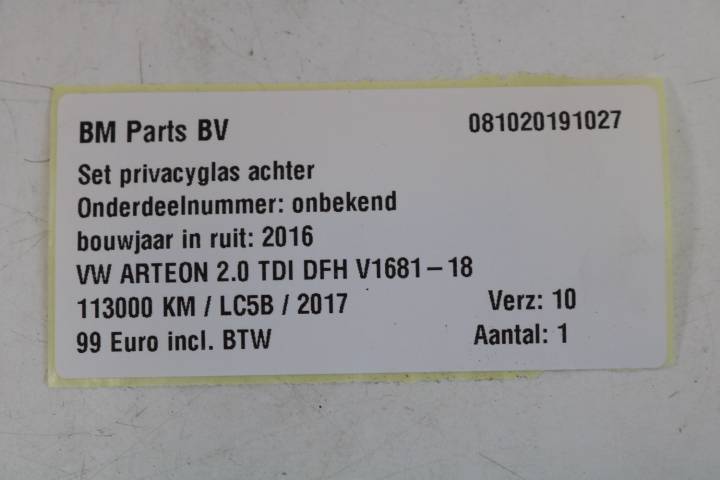 BM Parts BV 081020191027
Set privacyglas achter
Onderdeelnummer: onbekend
bouwjaar in ruit: 2016
VW ARTEON 2.0 TDI DFH V1681-18
113000 KM / LC5B / 2017 Verz: 10
99 Euro incl. BTW Aantal: 1